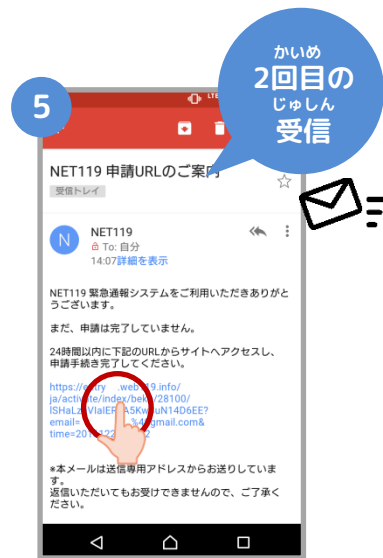 5
かいめ
2回目の
じゅしん
受信
LTE
NET119 申請URLのご案内
受信トレイ
N
NET119
To: 自分
14:07詳細を表示
NET119 緊急通報システムをご利用いただきありがと
うございます。
まだ、申請は完了していません。
24時間以内に下記のURLからサイトへアクセスし、
申請手続き完了してください。
.info/
/28100/
uN14D6EE?
email=
gmail.com&
*本メールは送信専用アドレスからお送りしていま
す。
返信いただいてもお受けできませんので、ご了承く
ださい。